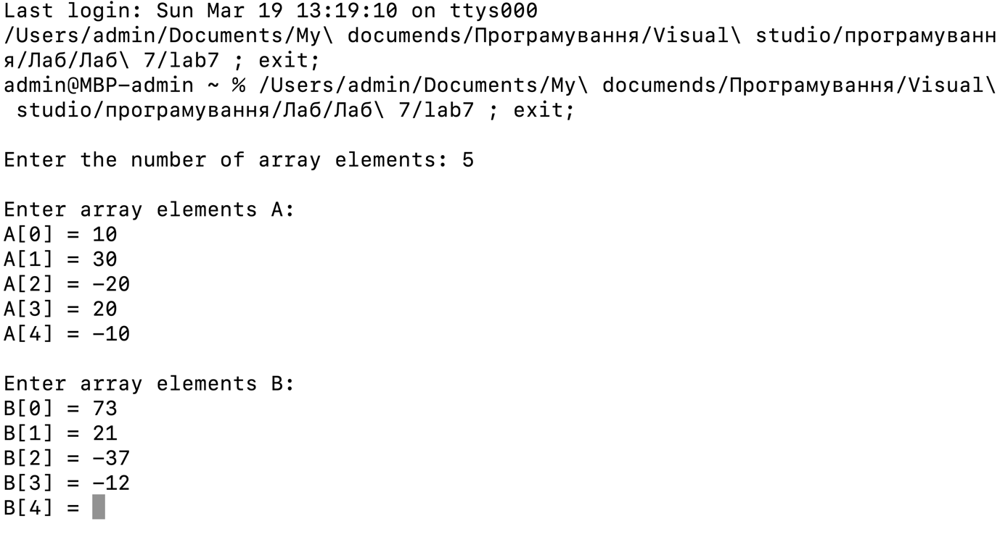 Last login: Sun Mar 19 13:19:10 on ttys000
/Users/admin/Documents/My\ documends/Програмування/Visual\ studio/програмуванн
я/Лаб/Лаб\ 7/lab7 ; exit;
admin@MBP-admin ~ % /Users/admin/Documents/My\ documends/Програмування/Visual\
 studio/програмування/Лаб/Лаб\ 7/lab7 ; exit;

Enter the number of array elements: 5

Enter array elements A:
A[0] = 10
A[1] = 30
A[2] = -20
A[3] = 20
A[4] = -10

Enter array elements B:
B[0] = 73
B[1] = 21
B[2] = -37
B[3] = -12
B[4] =